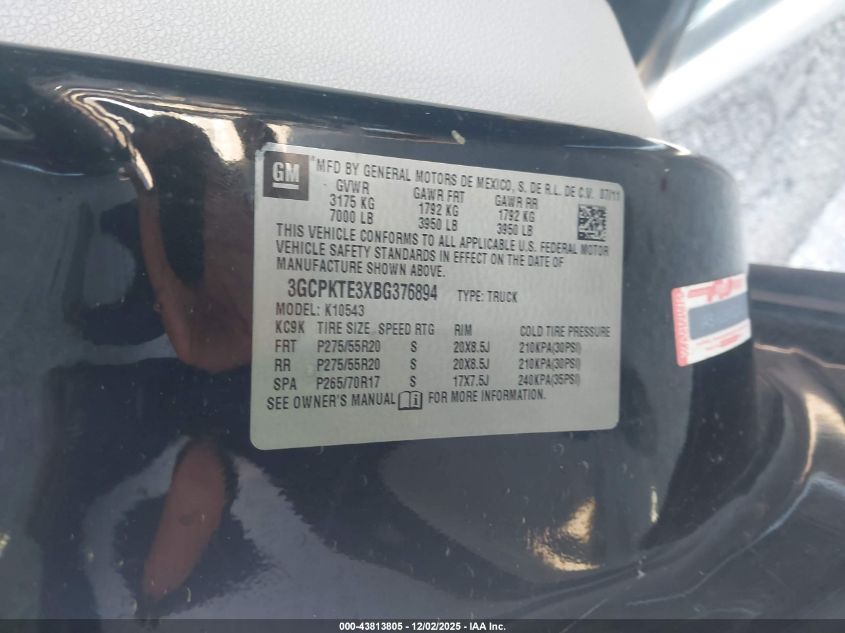 GM
MFD BY GENERAL MOTORS DE MEXICO, S. DE R.L. DE C.V. 07/11
GVWR GAWR FRT GAWR RR
3175 KG 1792 KG 1792 KG
7000 LB 3950 LB 3950 LB
THIS VEHICLE CONFORMS TO ALL APPLICABLE U.S. FEDERAL MOTOR
VEHICLE SAFETY STANDARDS IN EFFECT ON THE DATE OF
MANUFACTURE SHOWN ABOVE.
3GCPKTE3XBG376894 TYPE: TRUCK
MODEL: K10543
KC9K TIRE SIZE SPEED RTG RIM COLD TIRE PRESSURE
FRT P275/55R20 S 20X8.5J 210KPA(30PSI)
RR P275/55R20 S 20X8.5J 210KPA(30PSI)
SPA P265/70R17 S 17X7.5J 240KPA(35PSI)
SEE OWNER'S MANUAL FOR MORE INFORMATION.
000-43813805 - 12/02/2025 - IAA Inc.